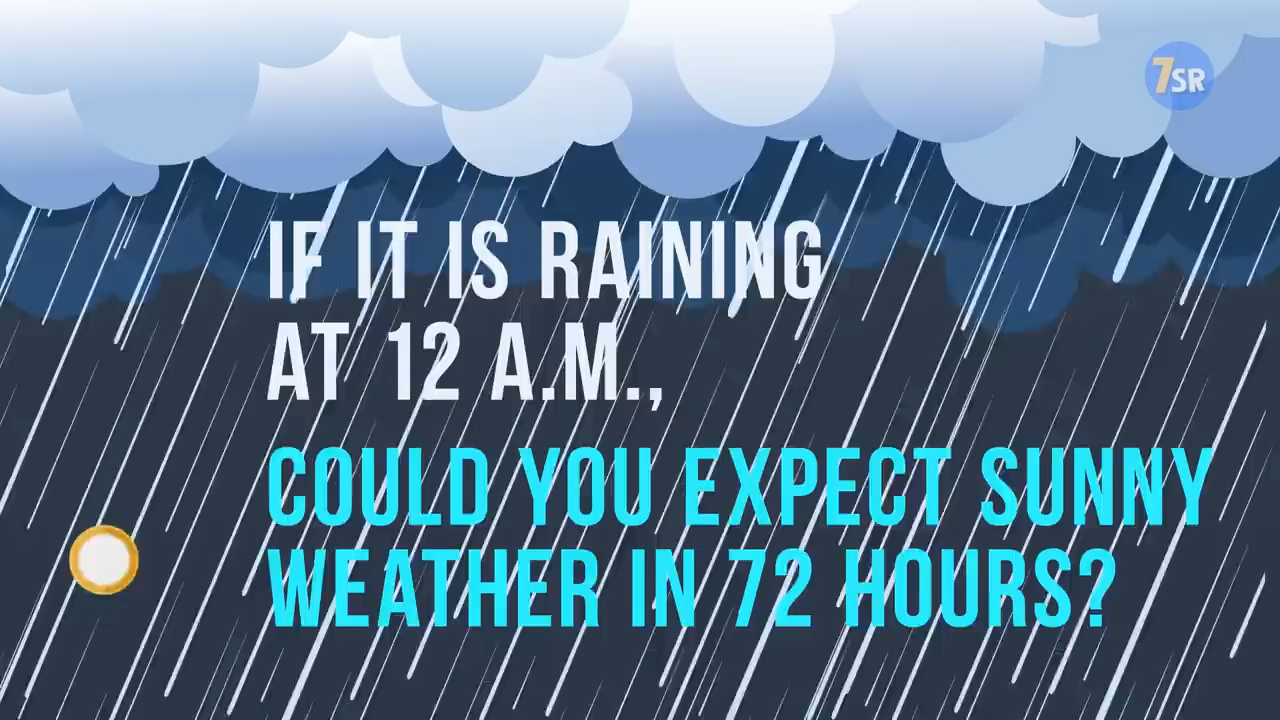 7SR
IF IT IS RAINING
AT 12 A.M.,
COULD YOU EXPECT SUNNY
WEATHER IN 72 HOURS?